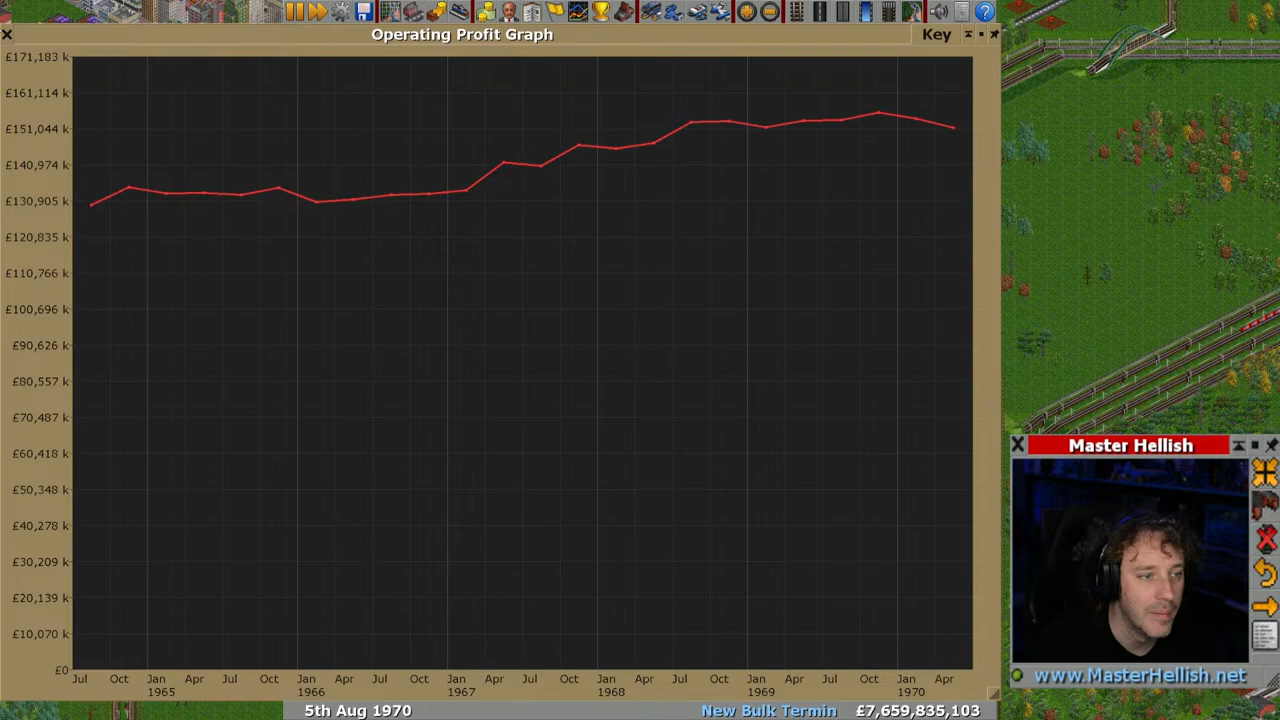 Operating Profit Graph
Key
£171,183 k
£161,114 k
£151,044 k
£140,974 k
£130,905 k
£120,835 k
£110,766 k
£100,696 k
£90,626 k
£80,557 k
£70,487 k
£60,418 k
£50,348 k
£40,278 k
£30,209 k
£20,139 k
£10,070 k
£0
Jul Oct Jan Apr Jul Oct Jan Apr Jul Oct Jan Apr Jul Oct Jan Apr Jul Oct Jan Apr Jul Oct Jan Apr
1965 1966 1967 1968 1969 1970
Master Hellish
www.MasterHellish.net
5th Aug 1970
New Bulk Termin
£7,659,835,103